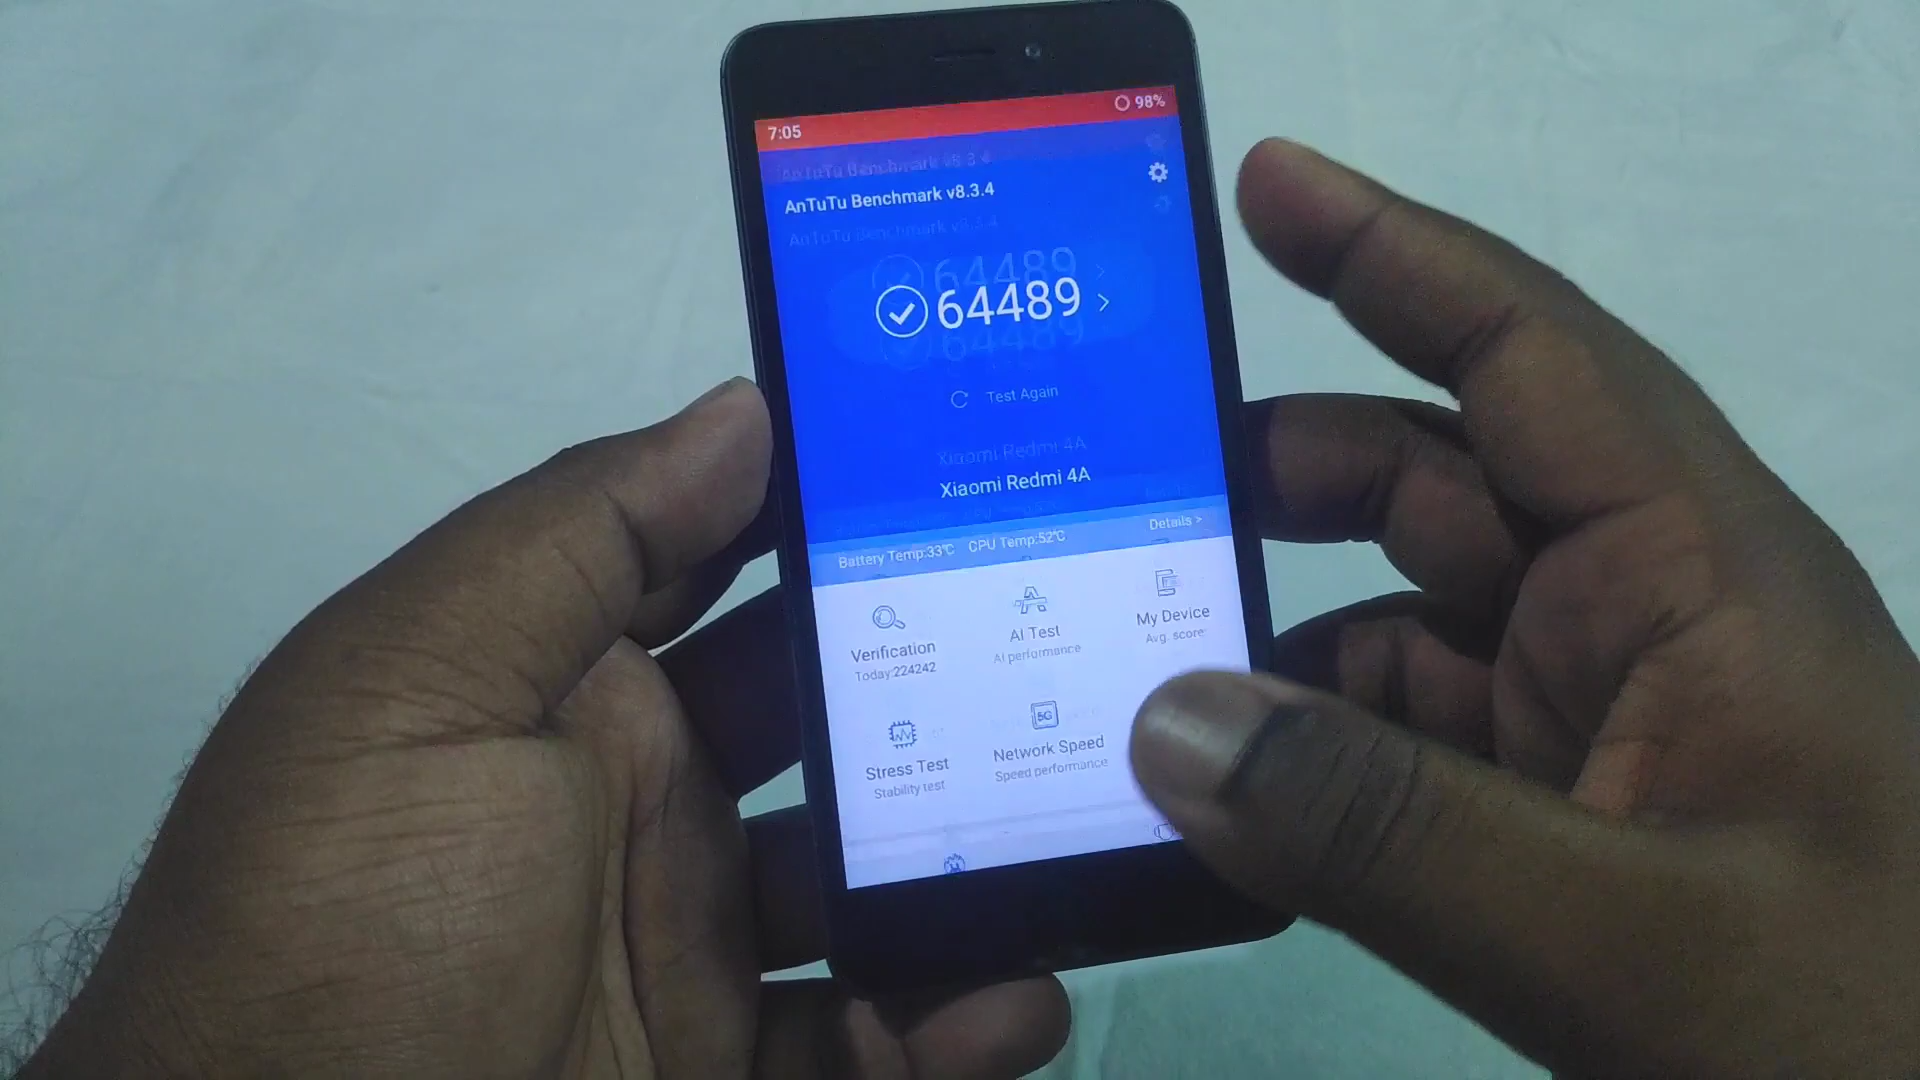 7:05
98%
AnTuTu Benchmark v8.3.4
64489
Test Again
Xiaomi Redmi 4A
Battery Temp:33℃ CPU Temp:52℃ Details >
Verification
Today:224242
AI Test
AI performance
My Device
Avg. score
Stress Test
Stability test
5G
Network Speed
Speed performance